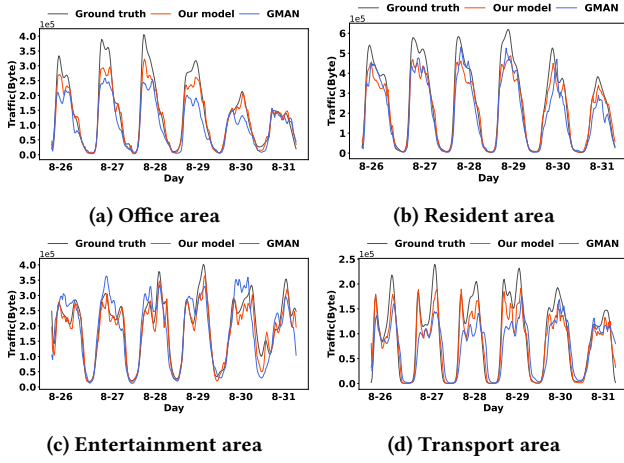 Ground truth Our model GMAN
1e5
4.0
3.5
3.0
2.5
2.0
1.5
1.0
0.5
0.0
Traffic(Byte)
8-26 8-27 8-28 8-29 8-30 8-31
Day
(a) Office area
Ground truth Our model GMAN
1e5
6
5
4
3
2
1
0
Traffic(Byte)
8-26 8-27 8-28 8-29 8-30 8-31
Day
(b) Resident area
Ground truth Our model GMAN
1e5
4.0
3.5
3.0
2.5
2.0
1.5
1.0
0.5
0.0
Traffic(Byte)
8-26 8-27 8-28 8-29 8-30 8-31
Day
(c) Entertainment area
Ground truth Our model GMAN
1e5
2.5
2.0
1.5
1.0
0.5
0.0
Traffic(Byte)
8-26 8-27 8-28 8-29 8-30 8-31
Day
(d) Transport area